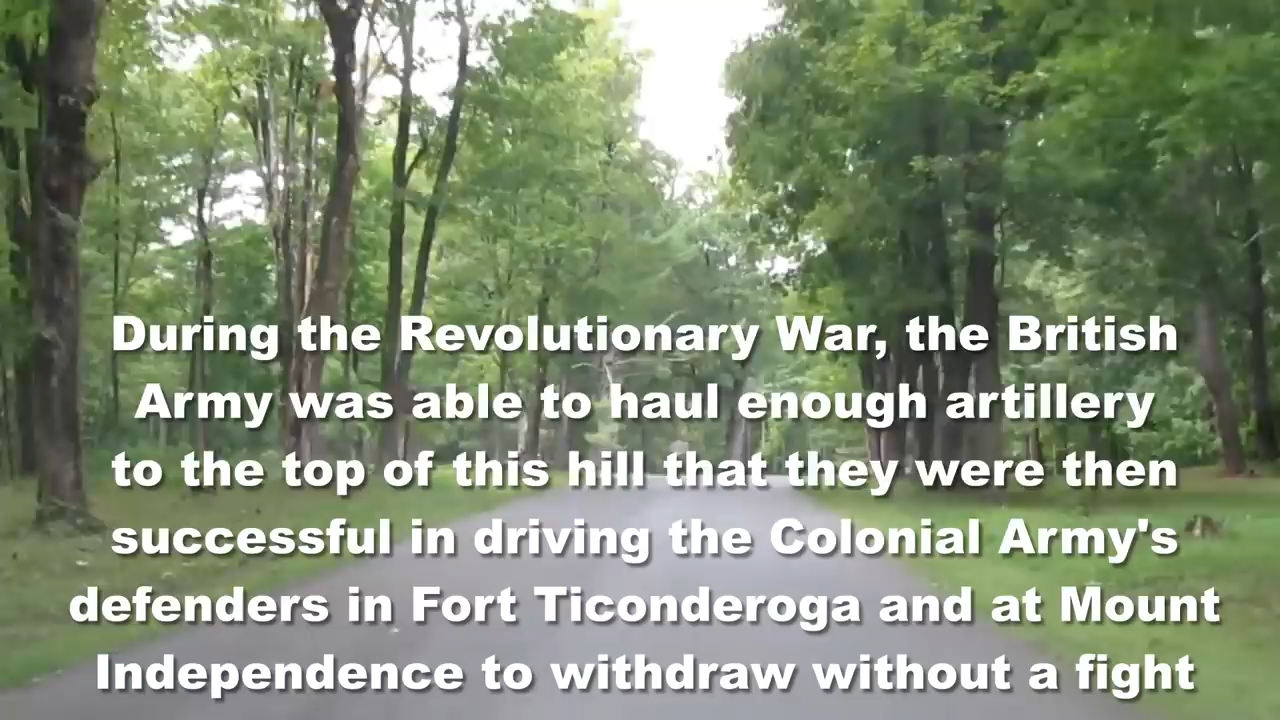 During the Revolutionary War, the British
Army was able to haul enough artillery
to the top of this hill that they were then
successful in driving the Colonial Army's
defenders in Fort Ticonderoga and at Mount
Independence to withdraw without a fight